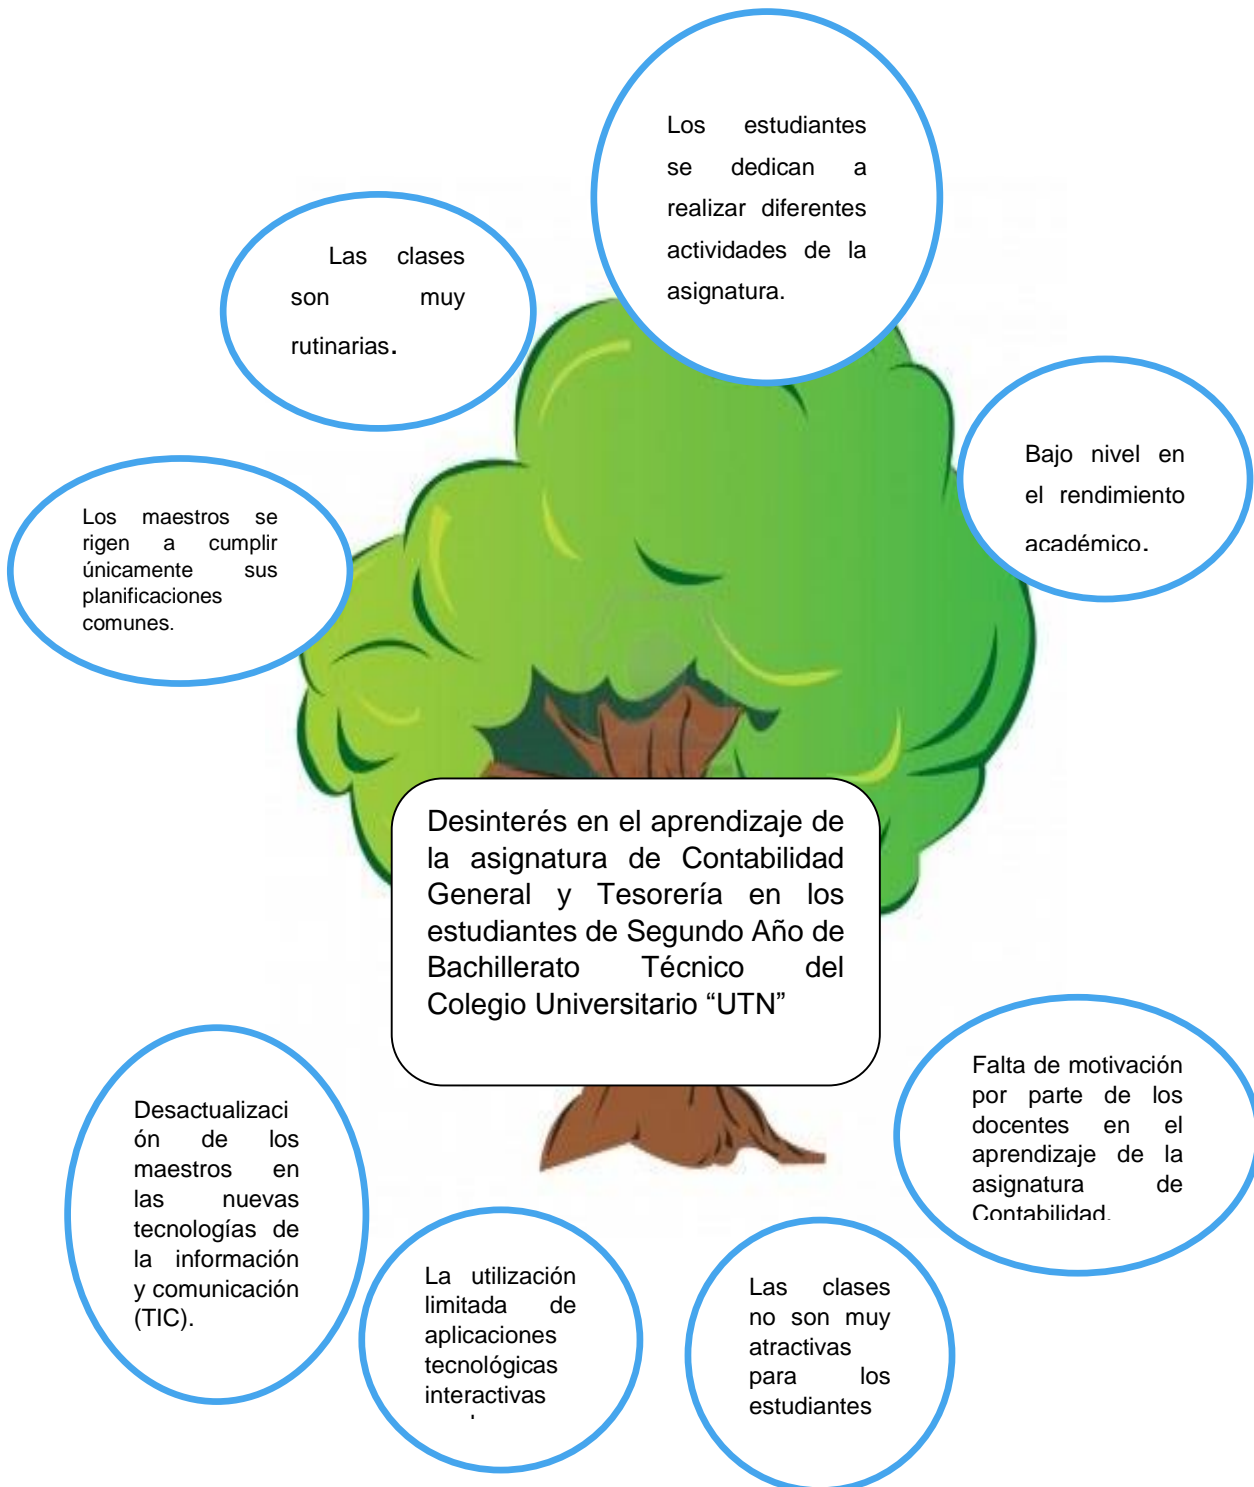 Los estudiantes
se dedican a
realizar diferentes
actividades de la
asignatura.
Las clases
son muy
rutinarias.
Bajo nivel en
el rendimiento
académico.
Los maestros se
rigen a cumplir
únicamente sus
planificaciones
comunes.
Desinterés en el aprendizaje de
la asignatura de Contabilidad
General y Tesorería en los
estudiantes de Segundo Año de
Bachillerato Técnico del
Colegio Universitario “UTN”
Falta de motivación
por parte de los
docentes en el
aprendizaje de la
asignatura de
Contabilidad.
Desactualizaci
ón de los
maestros en
las nuevas
tecnologías de
la información
y comunicación
(TIC).
La utilización
limitada de
aplicaciones
tecnológicas
interactivas
Las clases
no son muy
atractivas
para los
estudiantes